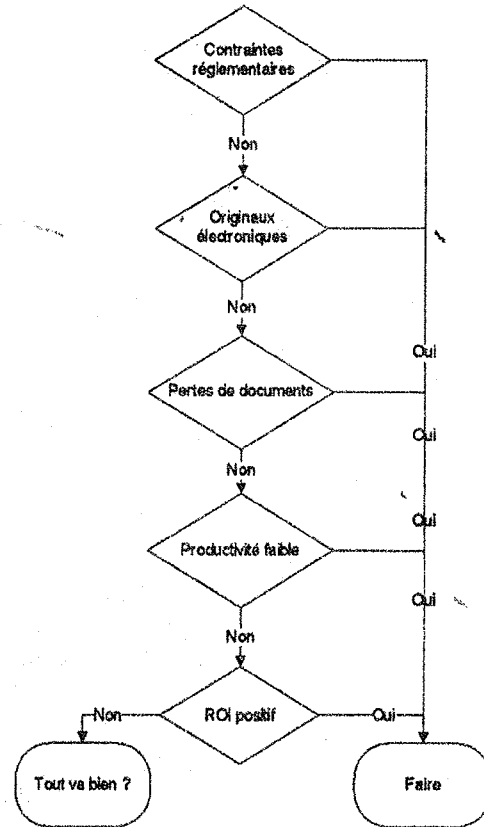 Contraintes
réglementaires
Non
Originaux
électroniques
Non
Oui
Pertes de documents
Oui
Non
Oui
Productivité faible
Oui
Non
Non
ROI positif
Oui
Tout va bien ?
Faire